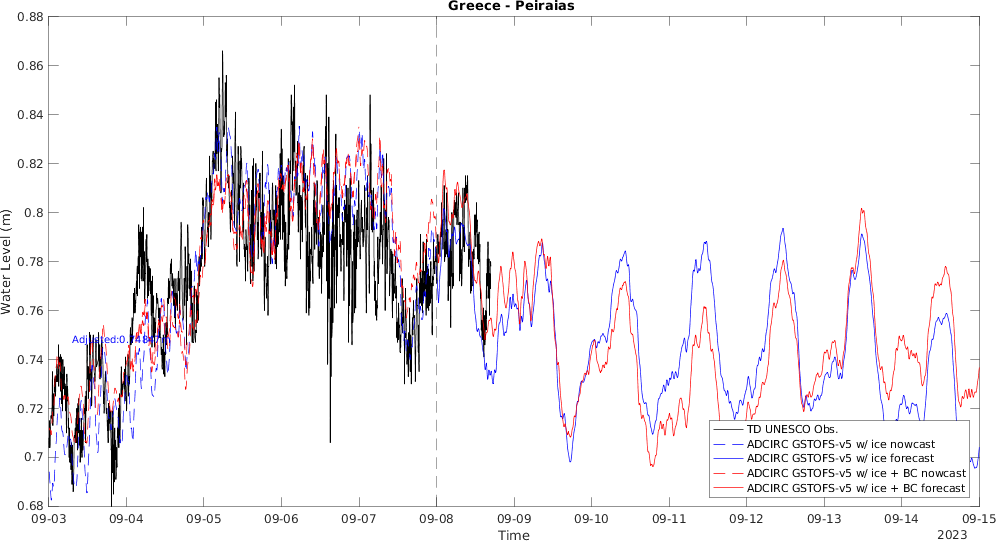 Greece - Peiraias
0.88
0.86
0.84
0.82
0.8
0.78
0.76
0.74
0.72
0.7
0.68
Water Level (m)
TD UNESCO Obs.
ADCIRC GSTOFS-v5 w/ ice nowcast
ADCIRC GSTOFS-v5 w/ ice forecast
ADCIRC GSTOFS-v5 w/ ice + BC nowcast
ADCIRC GSTOFS-v5 w/ ice + BC forecast
09-03 09-04 09-05 09-06 09-07 09-08 09-09 09-10 09-11 09-12 09-13 09-14 09-15
Time
2023